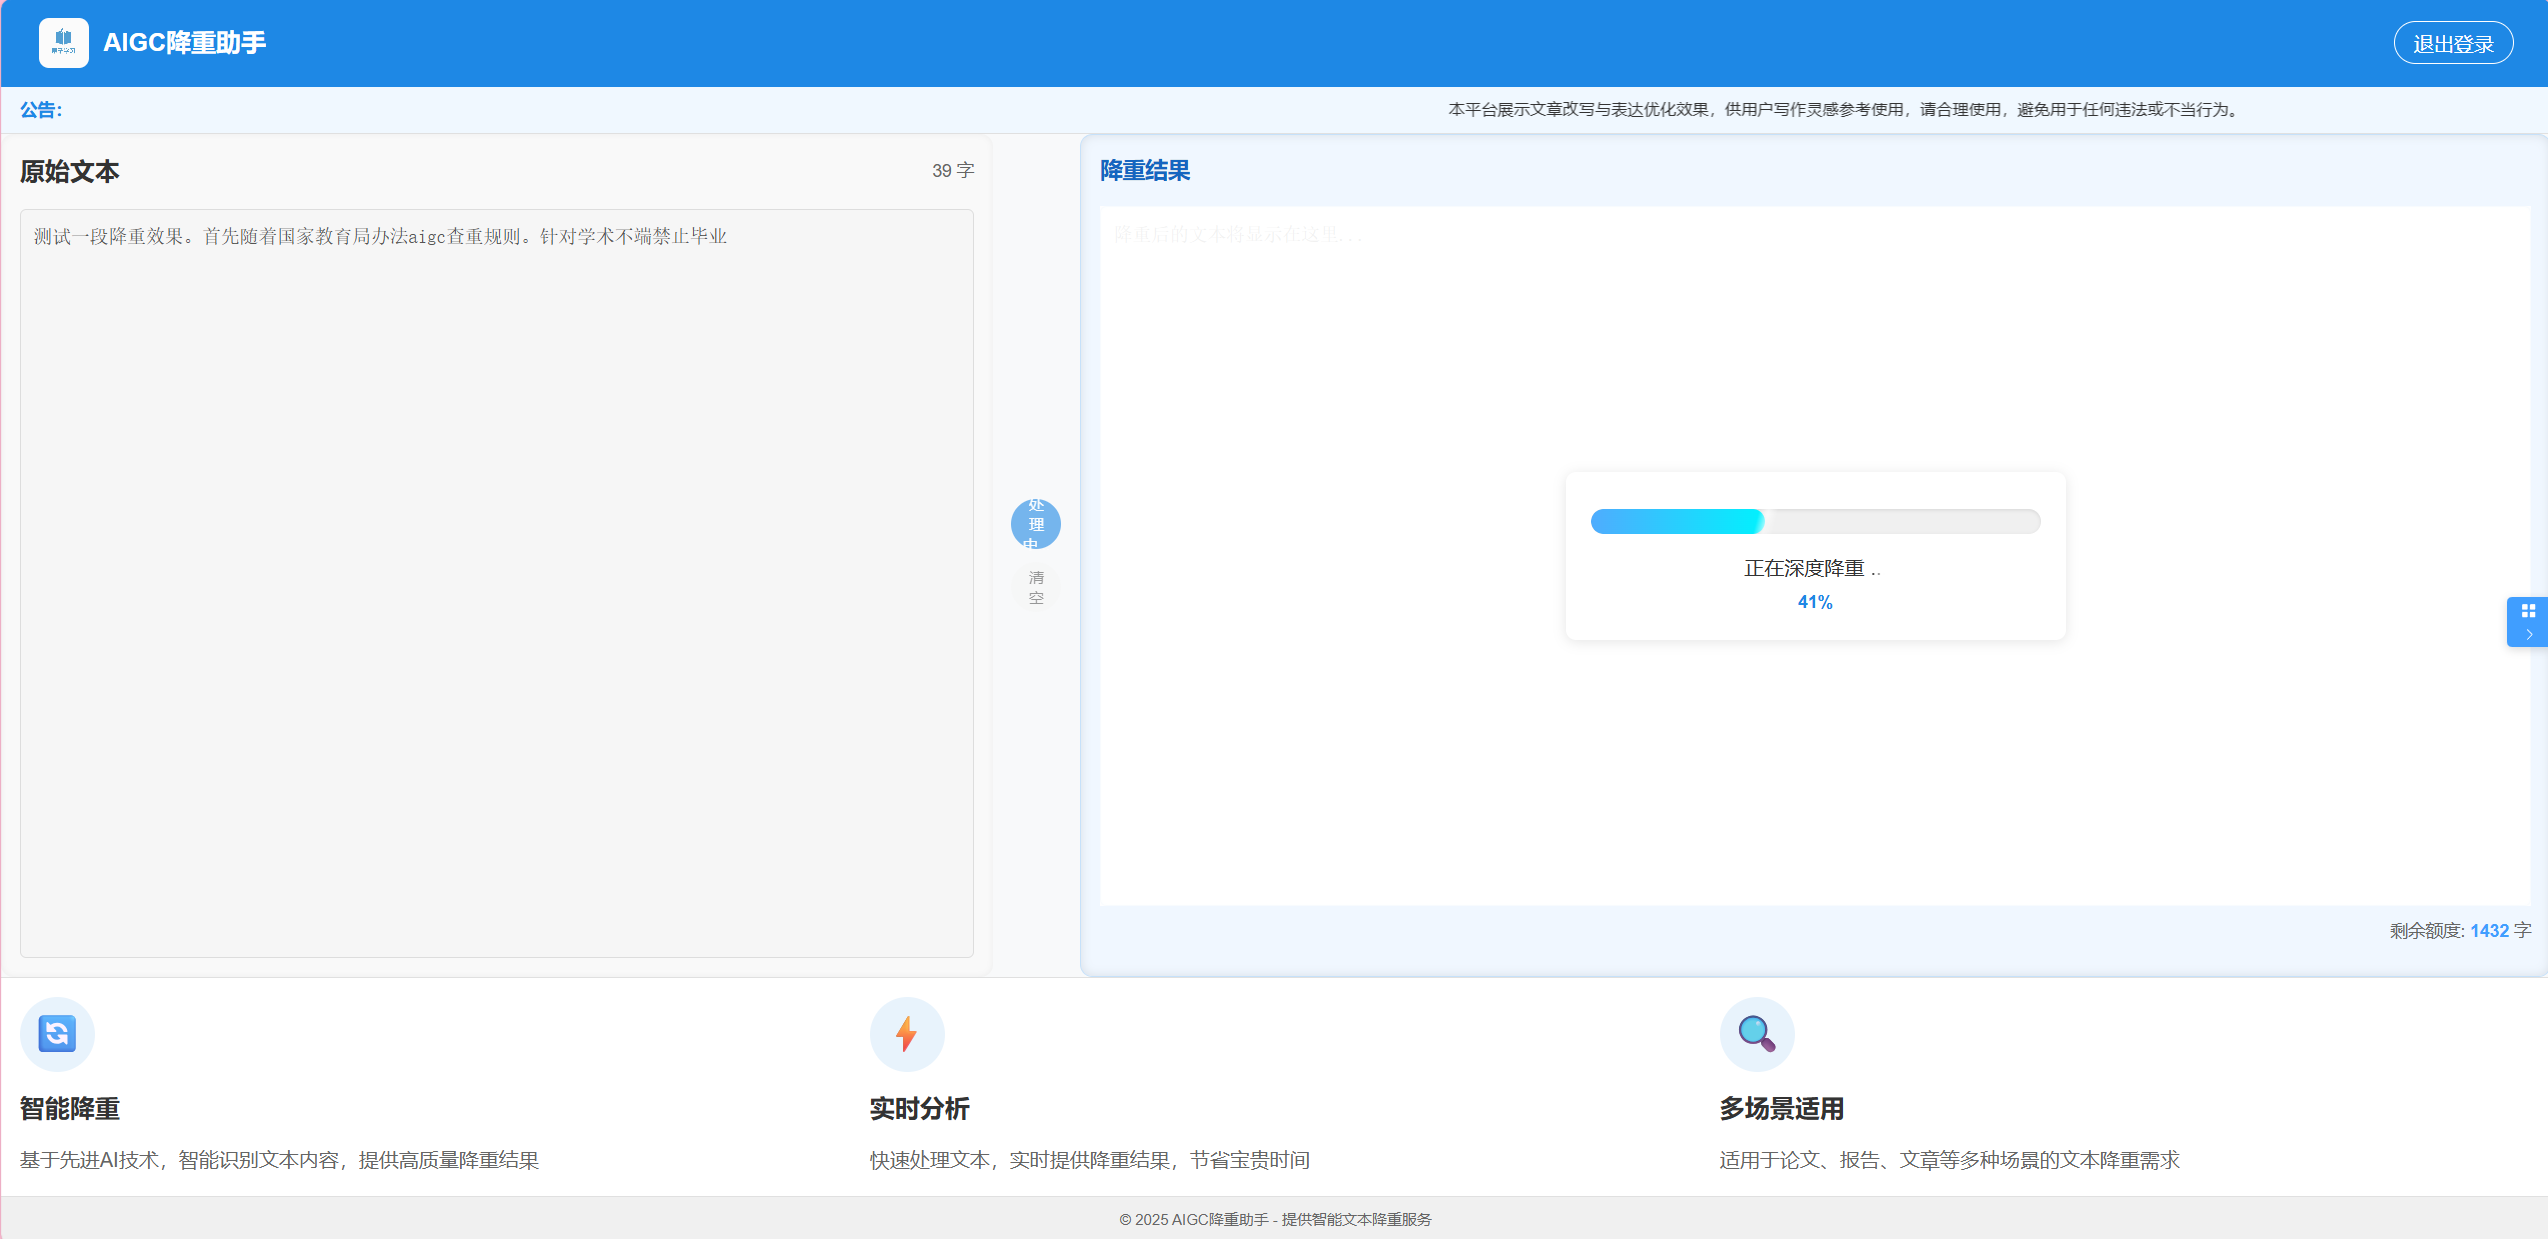 AIGC降重助手
退出登录
公告:
本平台展示文章改写与表达优化效果，供用户写作灵感参考使用，请合理使用，避免用于任何违法或不当行为。
原始文本
39 字
测试一段降重效果。首先随着国家教育局办法aigc查重规则。针对学术不端禁止毕业
处
理
中
清
空
降重结果
降重后的文本将显示在这里...
正在深度降重 ..
41%
剩余额度: 1432 字
智能降重
基于先进AI技术，智能识别文本内容，提供高质量降重结果
实时分析
快速处理文本，实时提供降重结果，节省宝贵时间
多场景适用
适用于论文、报告、文章等多种场景的文本降重需求
© 2025 AIGC降重助手 - 提供智能文本降重服务